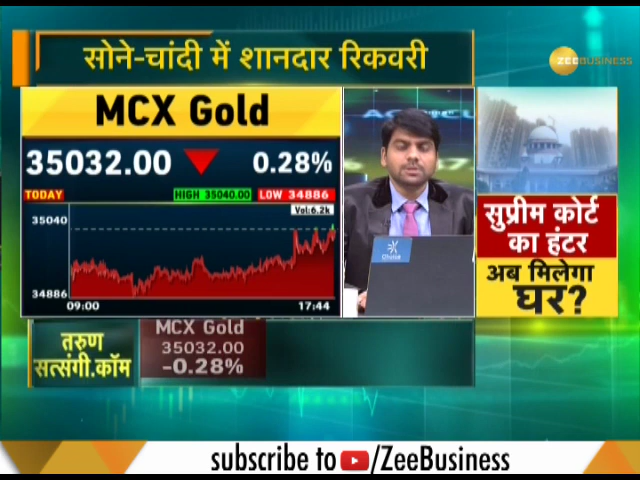 सोने-चांदी में शानदार रिकवरी
ZEEBUSINESS
MCX Gold
35032.00 0.28%
TODAY HIGH 35040.00 LOW 34886
Vol:6.2k
35040
34886
09:00 17:44
सुप्रीम कोर्ट
का हंटर
अब मिलेगा
घर?
तरुण
सत्संगी.कॉम
MCX Gold
35032.00
-0.28%
subscribe to /ZeeBusiness